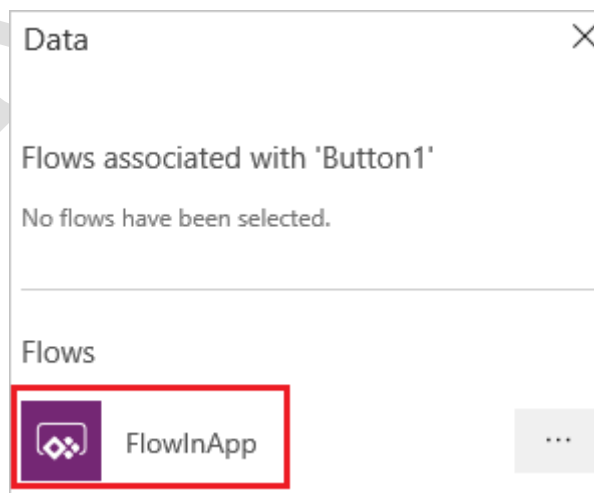 Data
Flows associated with 'Button1'
No flows have been selected.
Flows
FlowInApp